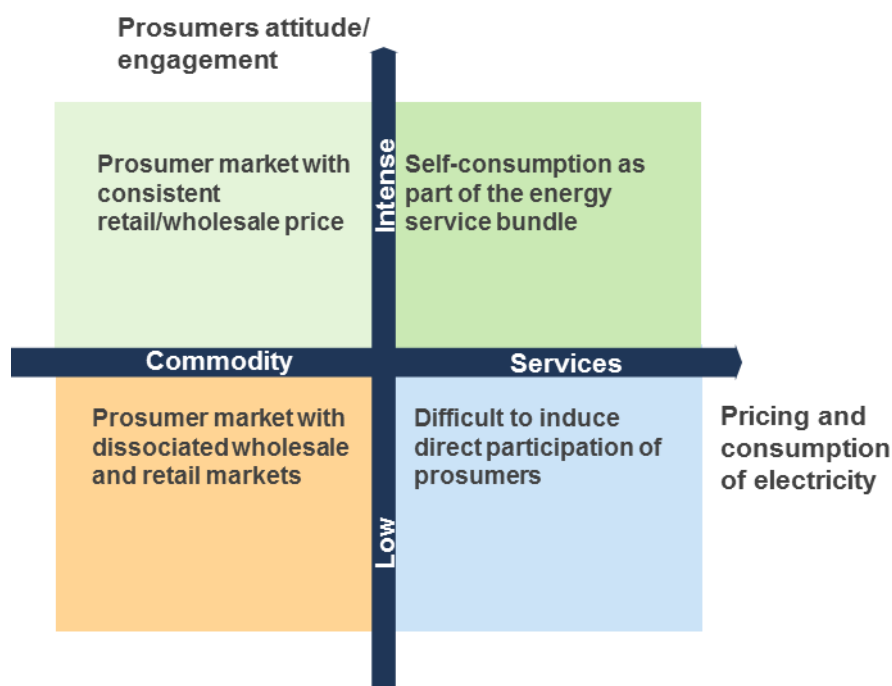 Prosumers attitude/
engagement
Prosumer market with
consistent
retail/wholesale price
Intense
Self-consumption as
part of the energy
service bundle
Commodity
Services
Prosumer market with
dissociated wholesale
and retail markets
Low
Difficult to induce
direct participation of
prosumers
Pricing and
consumption
of electricity